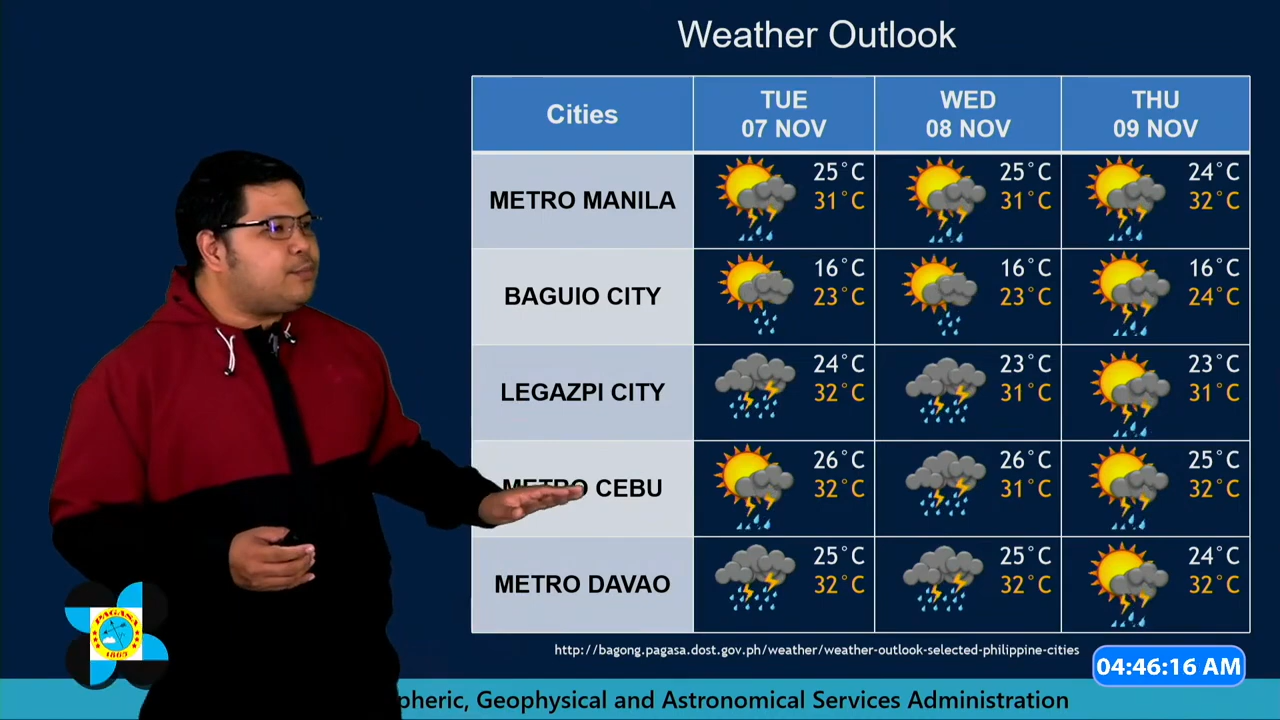 Weather Outlook
Cities
TUE
07 NOV
WED
08 NOV
THU
09 NOV
METRO MANILA
25°C
31°C
25°C
31°C
24°C
32°C
BAGUIO CITY
16°C
23°C
16°C
23°C
16°C
24°C
LEGAZPI CITY
24°C
32°C
23°C
31°C
23°C
31°C
METRO CEBU
26°C
32°C
26°C
31°C
25°C
32°C
METRO DAVAO
25°C
32°C
25°C
32°C
24°C
32°C
http://bagong.pagasa.dost.gov.ph/weather/weather-outlook-selected-philippine-cities
04:46:16 AM
PAGASA
1865
pheric, Geophysical and Astronomical Services Administration